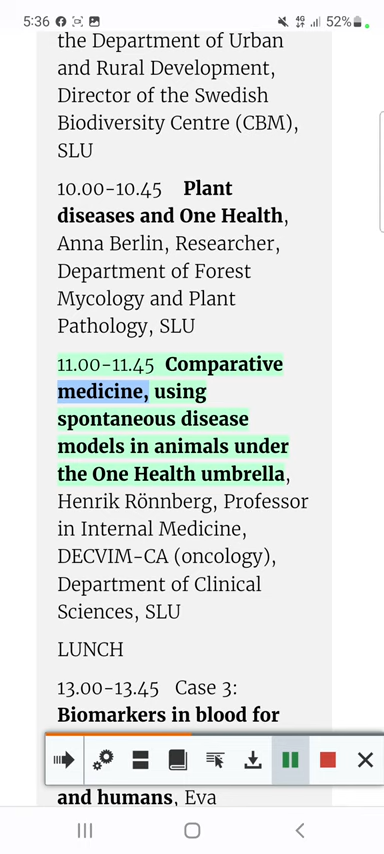 5:36
4G
52%
the Department of Urban
and Rural Development,
Director of the Swedish
Biodiversity Centre (CBM),
SLU
10.00-10.45 Plant
diseases and One Health,
Anna Berlin, Researcher,
Department of Forest
Mycology and Plant
Pathology, SLU
11.00-11.45 Comparative
medicine, using
spontaneous disease
models in animals under
the One Health umbrella,
Henrik Rönnberg, Professor
in Internal Medicine,
DECVIM-CA (oncology),
Department of Clinical
Sciences, SLU
LUNCH
13.00-13.45 Case 3:
Biomarkers in blood for
and humans, Eva